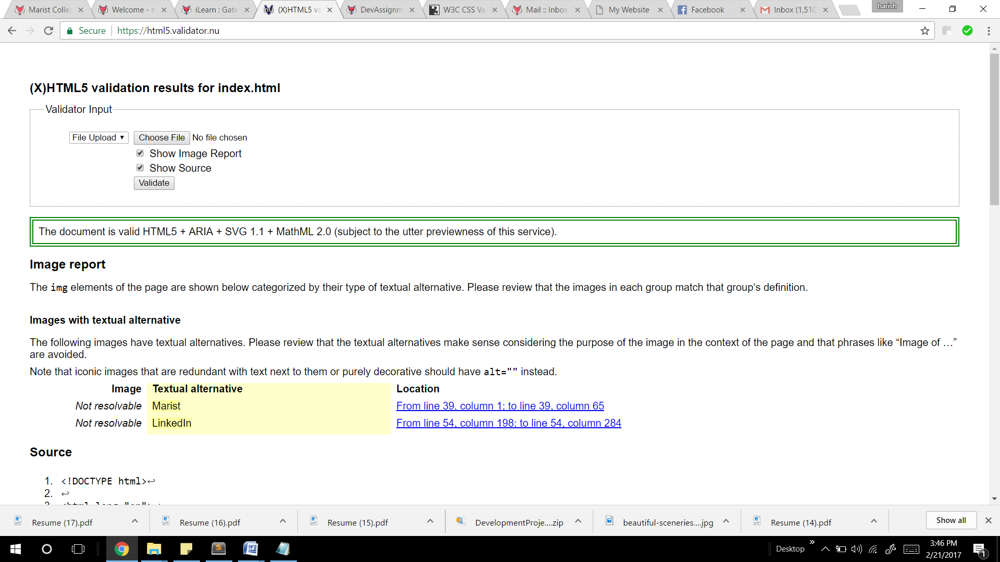 Marist Colle
Welcome - m
iLearn : Gate
(X)HTML5 va
DevAssignm
W3C CSS Va
Mail :: Inbox
My Website
Facebook
Inbox (1,510
harish
Secure
https://html5.validator.nu
(X)HTML5 validation results for index.html
Validator Input
File Upload ▼ Choose File No file chosen
Show Image Report
Show Source
Validate
The document is valid HTML5 + ARIA + SVG 1.1 + MathML 2.0 (subject to the utter previewness of this service).
Image report
The img elements of the page are shown below categorized by their type of textual alternative. Please review that the images in each group match that group’s definition.
Images with textual alternative
The following images have textual alternatives. Please review that the textual alternatives make sense considering the purpose of the image in the context of the page and that phrases like “Image of …”
are avoided.
Note that iconic images that are redundant with text next to them or purely decorative should have alt="" instead.
Image Textual alternative Location
Not resolvable Marist From line 39, column 1; to line 39, column 65
Not resolvable LinkedIn From line 54, column 198; to line 54, column 284
Source
1. <!DOCTYPE html>↩
2. ↩
3. <html lang="en">↩
Resume (17).pdf
Resume (16).pdf
Resume (15).pdf
DevelopmentProje....zip
beautiful-sceneries....jpg
Resume (14).pdf
Show all
Desktop
3:46 PM
2/21/2017
1